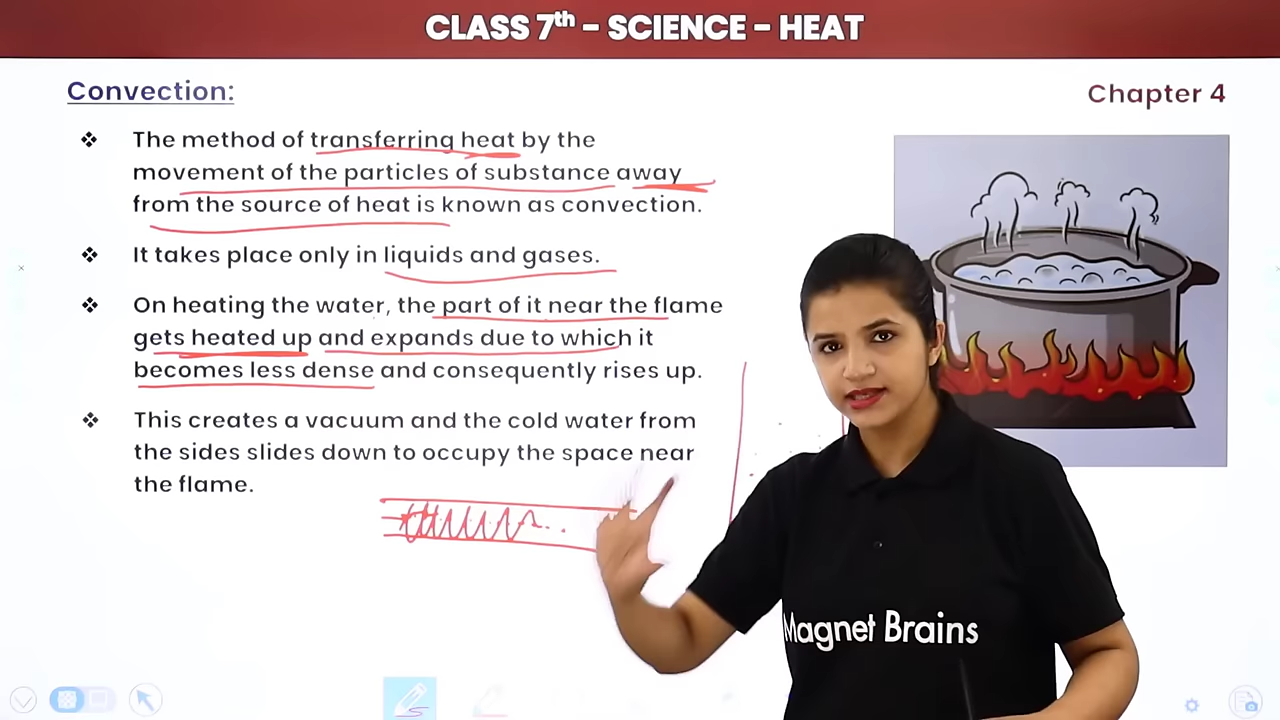 CLASS 7th - SCIENCE - HEAT
Convection:
Chapter 4
❖ The method of transferring heat by the
movement of the particles of substance away
from the source of heat is known as convection.
❖ It takes place only in liquids and gases.
❖ On heating the water, the part of it near the flame
gets heated up and expands due to which it
becomes less dense and consequently rises up.
❖ This creates a vacuum and the cold water from
the sides slides down to occupy the space near
the flame.
Magnet Brains